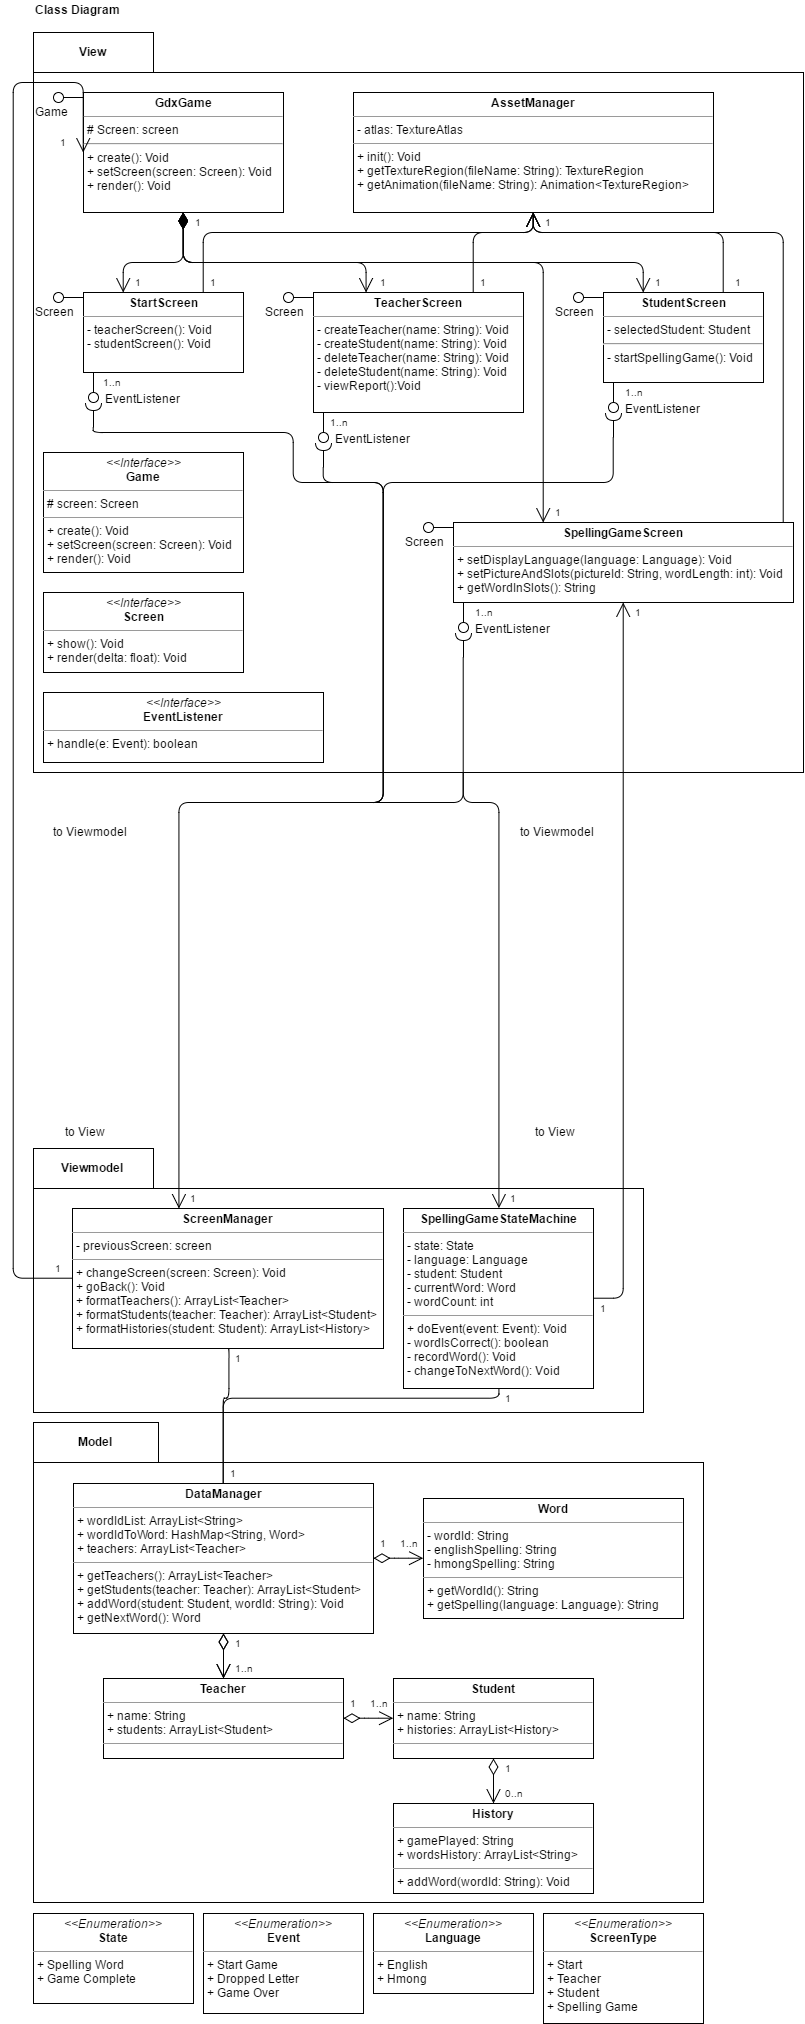 Class Diagram
View
Game
1
GdxGame
# Screen: screen
+ create(): Void
+ setScreen(screen: Screen): Void
+ render(): Void
AssetManager
- atlas: TextureAtlas
+ init(): Void
+ getTextureRegion(fileName: String): TextureRegion
+ getAnimation(fileName: String): Animation<TextureRegion>
1
1
1
1
1
1
1
1
Screen
StartScreen
- teacherScreen(): Void
- studentScreen(): Void
1..n
EventListener
Screen
TeacherScreen
- createTeacher(name: String): Void
- createStudent(name: String): Void
- deleteTeacher(name: String): Void
- deleteStudent(name: String): Void
- viewReport():Void
1..n
EventListener
Screen
StudentScreen
- selectedStudent: Student
- startSpellingGame(): Void
1..n
EventListener
<<Interface>>
Game
# screen: Screen
+ create(): Void
+ setScreen(screen: Screen): Void
+ render(): Void
1
Screen
SpellingGameScreen
+ setDisplayLanguage(language: Language): Void
+ setPictureAndSlots(pictureId: String, wordLength: int): Void
+ getWordInSlots(): String
1..n
EventListener
1
<<Interface>>
Screen
+ show(): Void
+ render(delta: float): Void
<<Interface>>
EventListener
+ handle(e: Event): boolean
to Viewmodel
to Viewmodel
to View
to View
Viewmodel
1
1
ScreenManager
- previousScreen: screen
+ changeScreen(screen: Screen): Void
+ goBack(): Void
+ formatTeachers(): ArrayList<Teacher>
+ formatStudents(teacher: Teacher): ArrayList<Student>
+ formatHistories(student: Student): ArrayList<History>
1
1
SpellingGameStateMachine
- state: State
- language: Language
- student: Student
- currentWord: Word
- wordCount: int
+ doEvent(event: Event): Void
- wordIsCorrect(): boolean
- recordWord(): Void
- changeToNextWord(): Void
1
1
Model
1
DataManager
+ wordIdList: ArrayList<String>
+ wordIdToWord: HashMap<String, Word>
+ teachers: ArrayList<Teacher>
+ getTeachers(): ArrayList<Teacher>
+ getStudents(teacher: Teacher): ArrayList<Student>
+ addWord(student: Student, wordId: String): Void
+ getNextWord(): Word
1
1..n
Word
- wordId: String
- englishSpelling: String
- hmongSpelling: String
+ getWordId(): String
+ getSpelling(language: Language): String
1
1..n
Teacher
+ name: String
+ students: ArrayList<Student>
1
1..n
Student
+ name: String
+ histories: ArrayList<History>
1
0..n
History
+ gamePlayed: String
+ wordsHistory: ArrayList<String>
+ addWord(wordId: String): Void
<<Enumeration>>
State
+ Spelling Word
+ Game Complete
<<Enumeration>>
Event
+ Start Game
+ Dropped Letter
+ Game Over
<<Enumeration>>
Language
+ English
+ Hmong
<<Enumeration>>
ScreenType
+ Start
+ Teacher
+ Student
+ Spelling Game